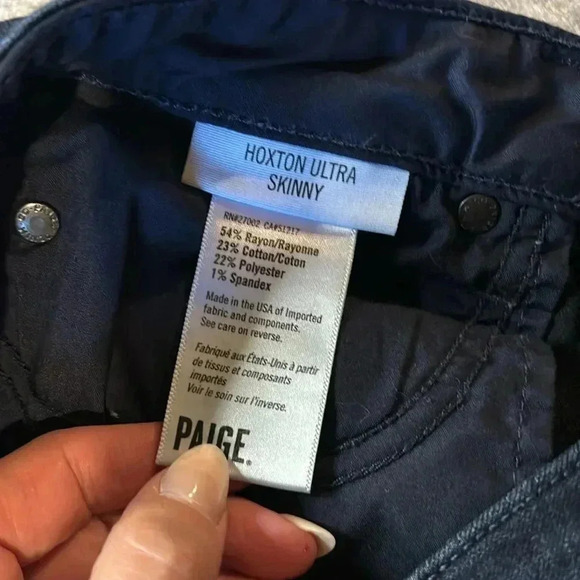 HOXTON ULTRA
SKINNY
RN#27002 CA#51217
54% Rayon/Rayonne
23% Cotton/Coton
22% Polyester
1% Spandex
Made in the USA of Imported
fabric and components.
See care on reverse.
Fabriqué aux États-Unis à partir
de tissus et composants
importés
Voir le soin sur l'inverse.
PAIGE®